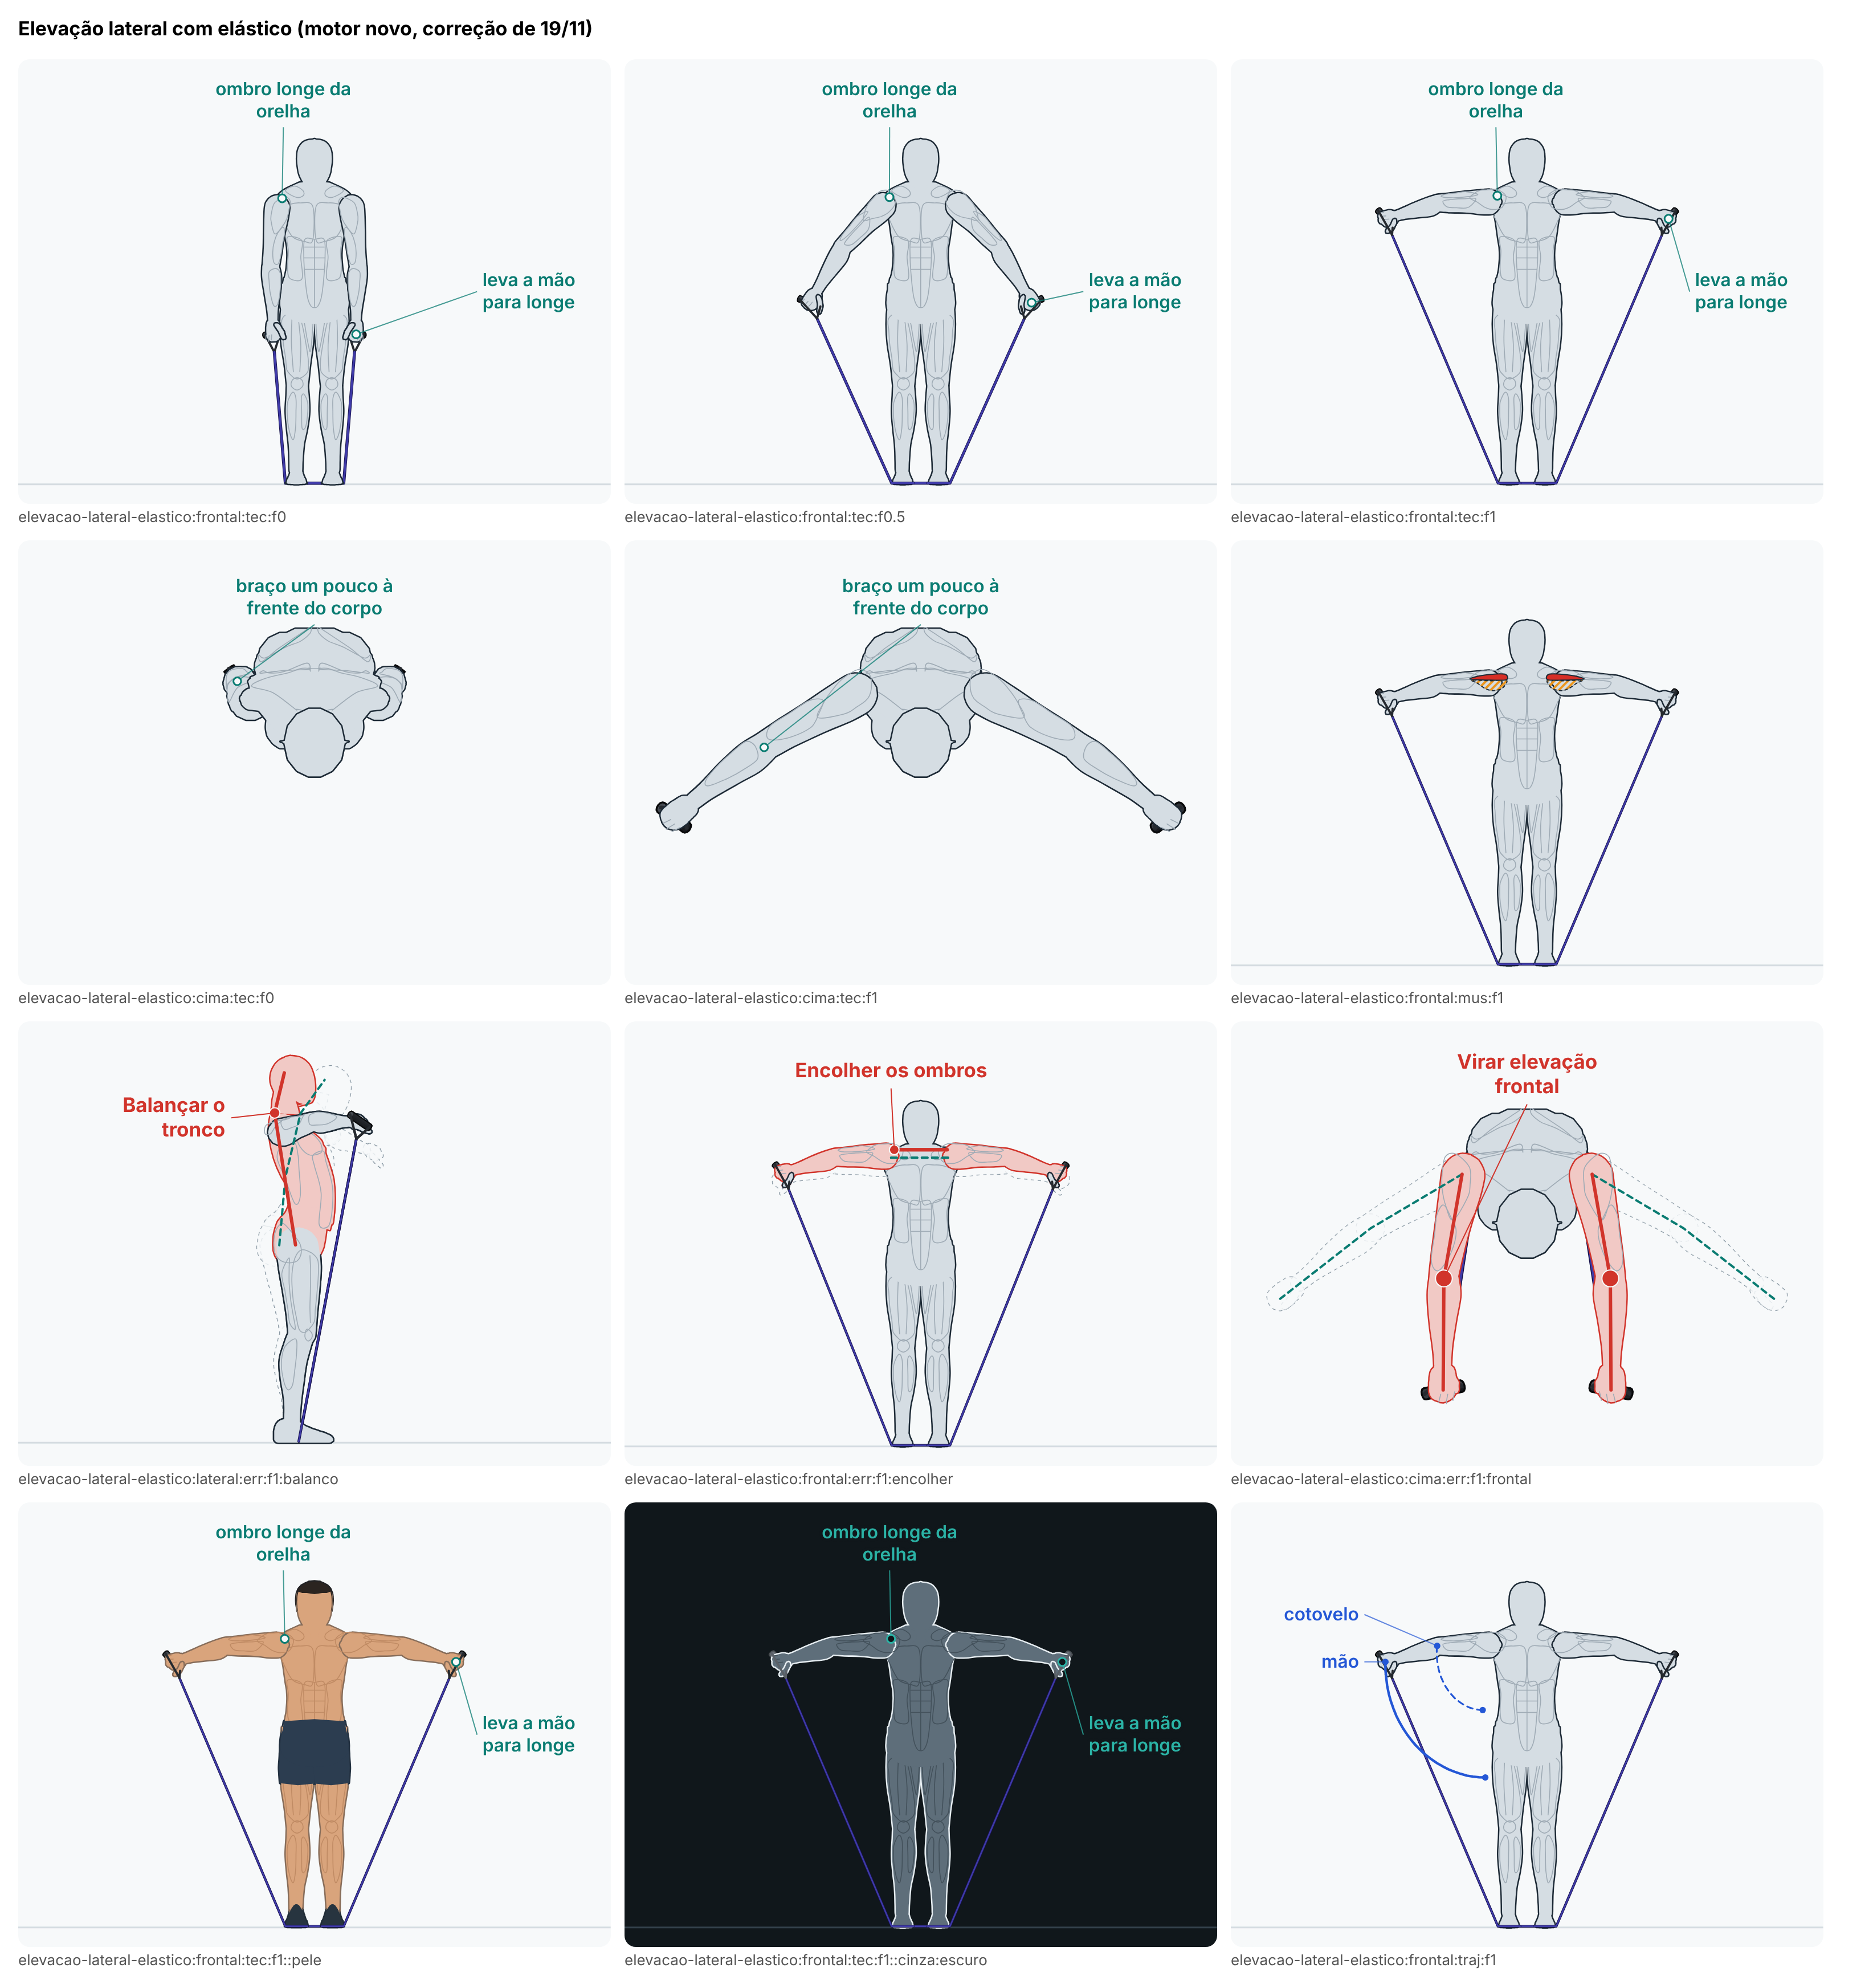 Elevação lateral com elástico (motor novo, correção de 19/11)
ombro longe da
orelha
leva a mão
para longe
elevacao-lateral-elastico:frontal:tec:f0
ombro longe da
orelha
leva a mão
para longe
elevacao-lateral-elastico:frontal:tec:f0.5
ombro longe da
orelha
leva a mão
para longe
elevacao-lateral-elastico:frontal:tec:f1
braço um pouco à
frente do corpo
elevacao-lateral-elastico:cima:tec:f0
braço um pouco à
frente do corpo
elevacao-lateral-elastico:cima:tec:f1
elevacao-lateral-elastico:frontal:mus:f1
Balançar o
tronco
elevacao-lateral-elastico:lateral:err:f1:balanco
Encolher os ombros
elevacao-lateral-elastico:frontal:err:f1:encolher
Virar elevação
frontal
elevacao-lateral-elastico:cima:err:f1:frontal
ombro longe da
orelha
leva a mão
para longe
elevacao-lateral-elastico:frontal:tec:f1::pele
ombro longe da
orelha
leva a mão
para longe
elevacao-lateral-elastico:frontal:tec:f1::cinza:escuro
cotovelo
mão
elevacao-lateral-elastico:frontal:traj:f1